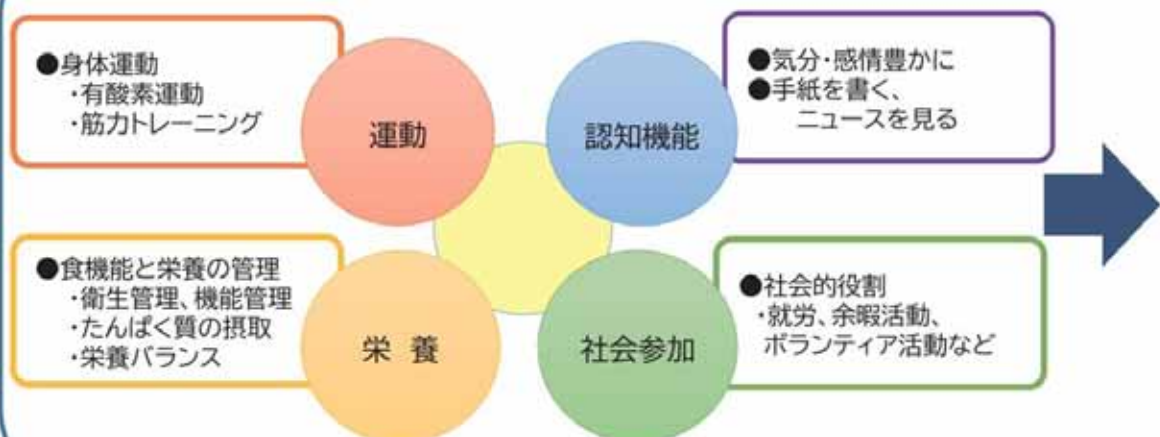 ●身体運動
・有酸素運動
・筋力トレーニング
運動
認知機能
●気分・感情豊かに
●手紙を書く、
ニュースを見る
●食機能と栄養の管理
・衛生管理、機能管理
・たんぱく質の摂取
・栄養バランス
栄 養
社会参加
●社会的役割
・就労、余暇活動、
ボランティア活動など